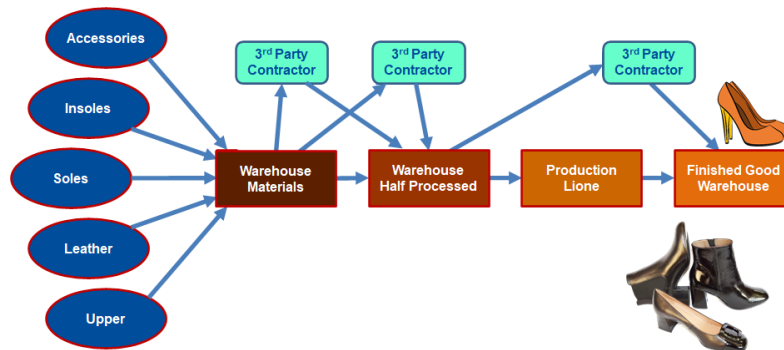 Accessories
3rd Party
Contractor
3rd Party
Contractor
3rd Party
Contractor
Insoles
Soles
Warehouse
Materials
Warehouse
Half Processed
Production
Lione
Finished Good
Warehouse
Leather
Upper